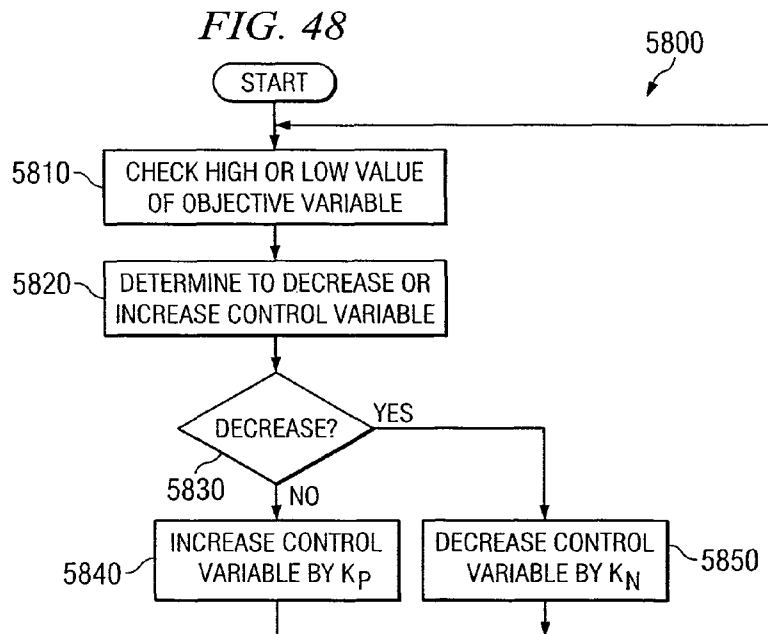 FIG. 48
5800
START
5810
CHECK HIGH OR LOW VALUE
OF OBJECTIVE VARIABLE
5820
DETERMINE TO DECREASE OR
INCREASE CONTROL VARIABLE
DECREASE?
YES
5830
NO
5840
INCREASE CONTROL
VARIABLE BY KP
DECREASE CONTROL
VARIABLE BY KN
5850